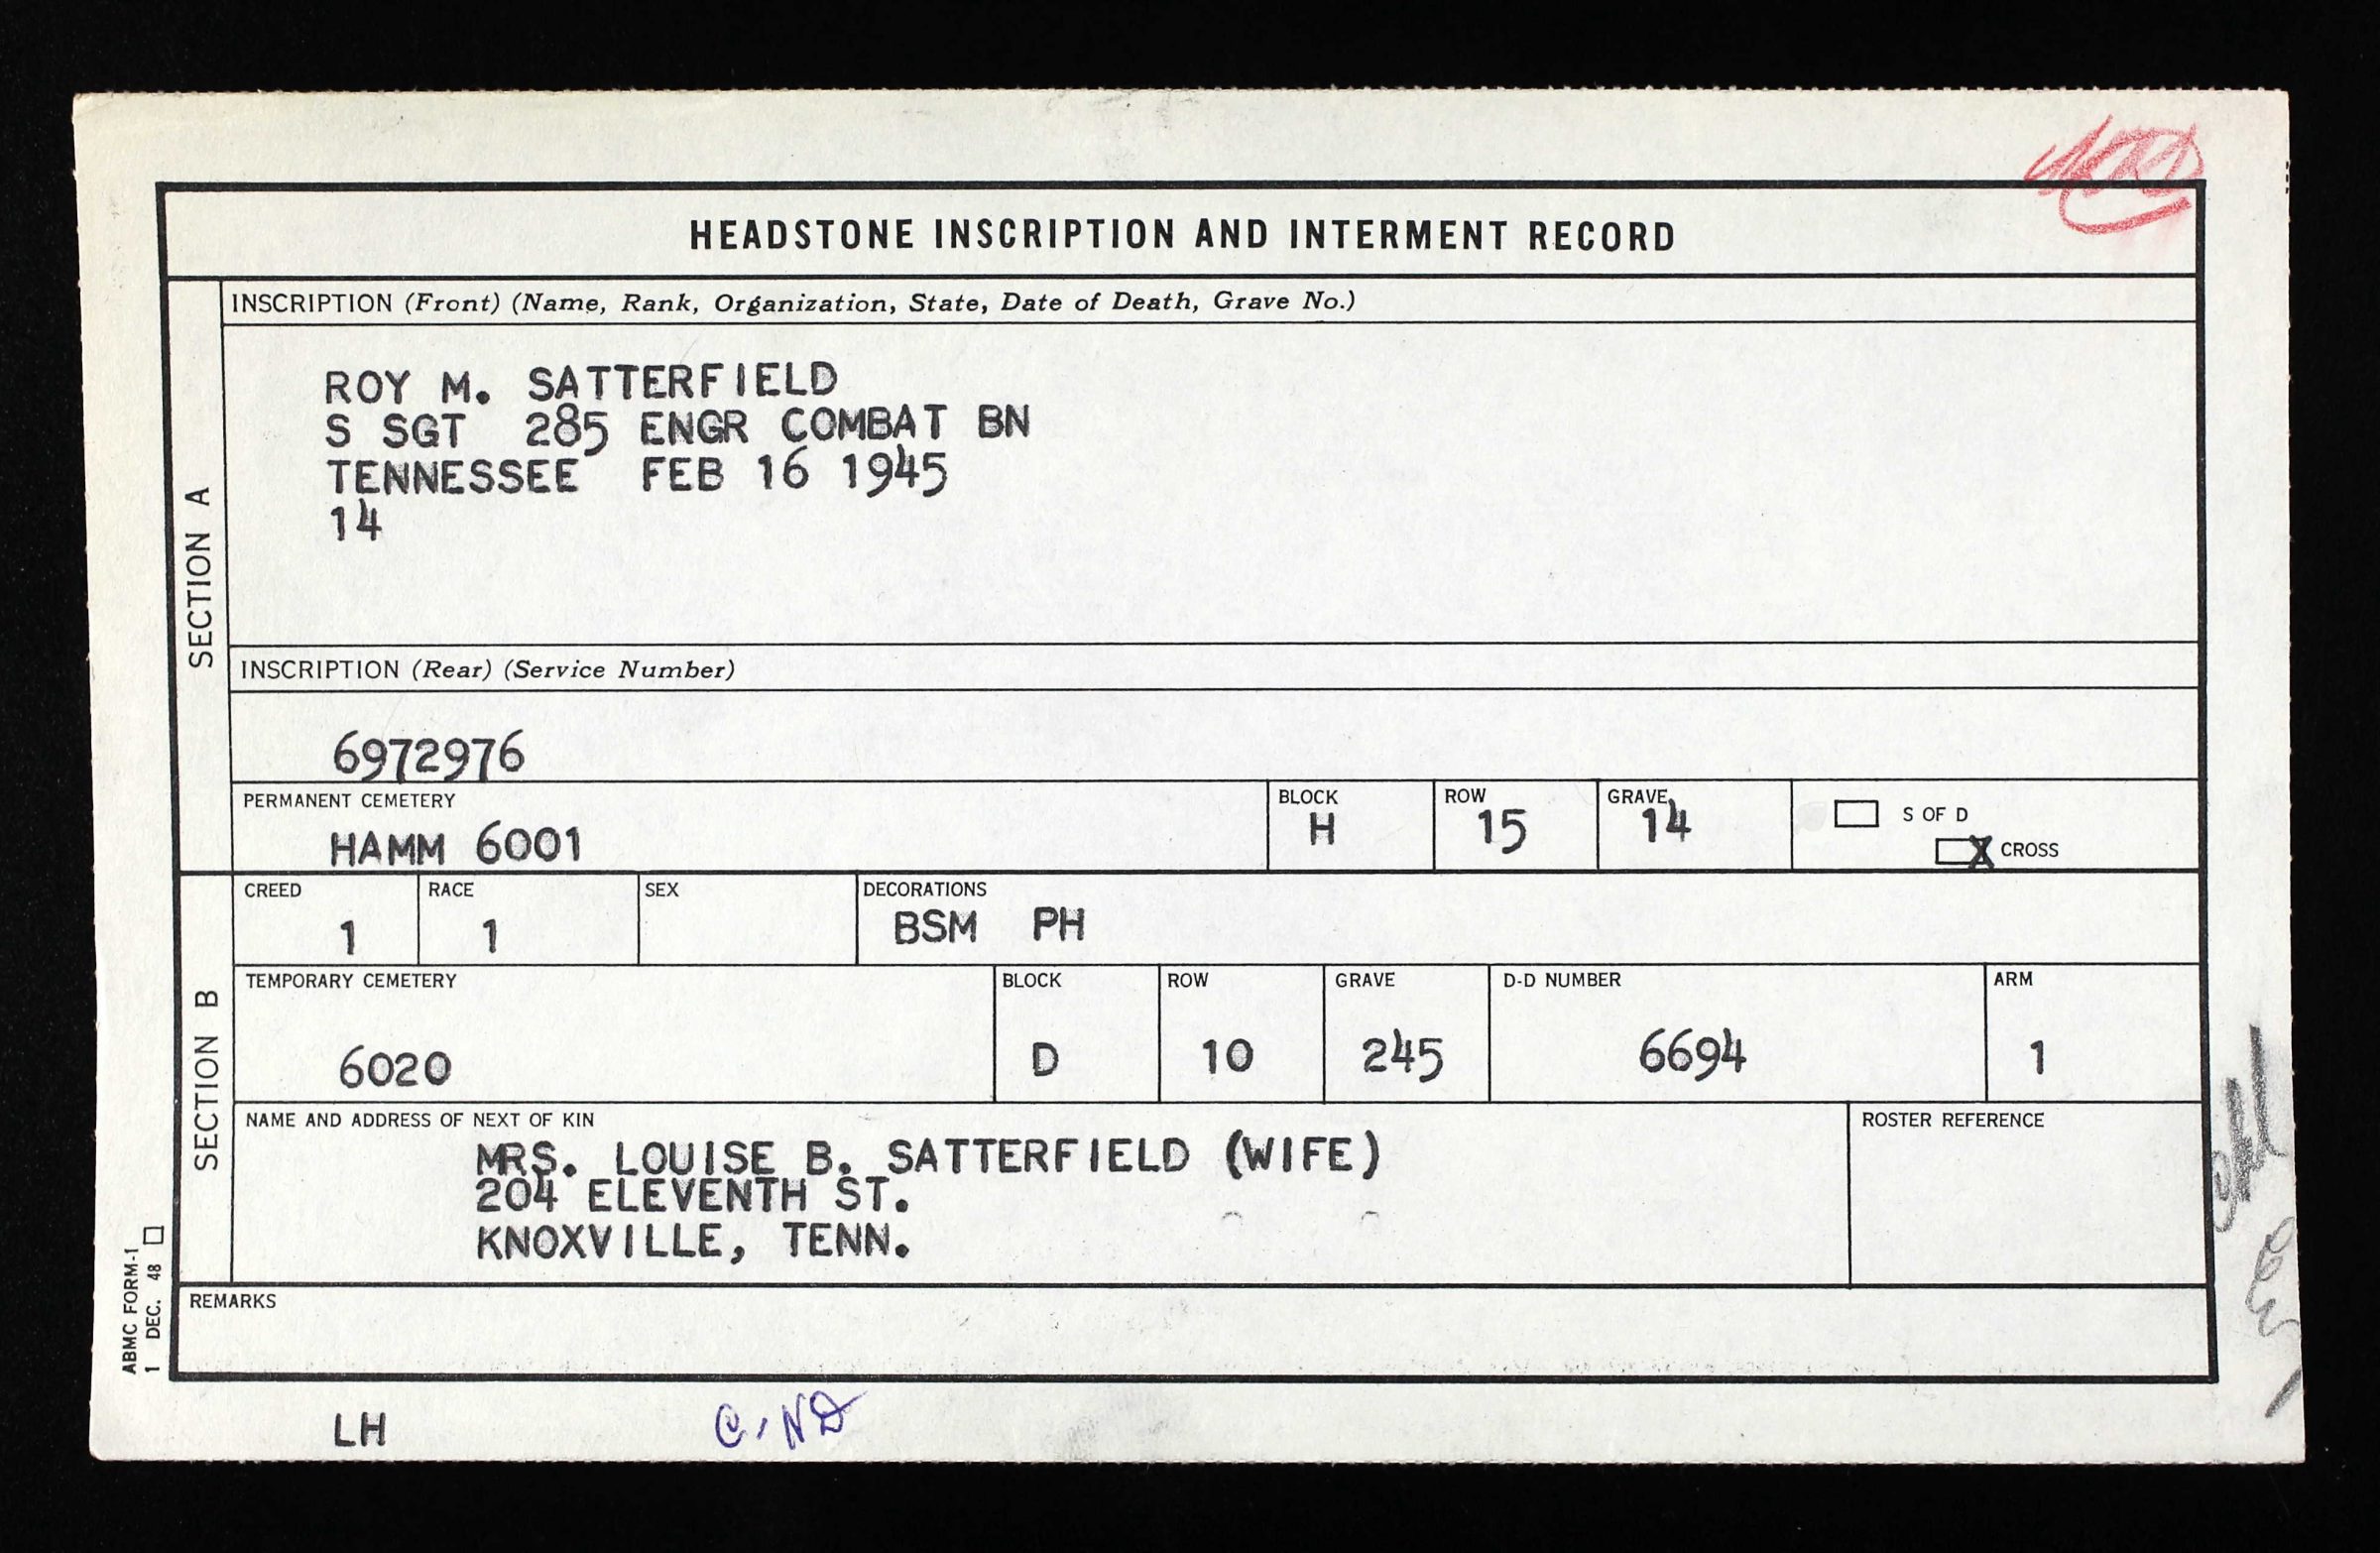 HEADSTONE INSCRIPTION AND INTERMENT RECORD
SECTION A
INSCRIPTION (Front) (Name, Rank, Organization, State, Date of Death, Grave No.)
ROY M. SATTERFIELD
S SGT 285 ENGR COMBAT BN
TENNESSEE FEB 16 1945
14
INSCRIPTION (Rear) (Service Number)
6972976
PERMANENT CEMETERY
HAMM 6001
BLOCK
H
ROW
15
GRAVE
14
S OF D
X CROSS
SECTION B
CREED
1
RACE
1
SEX
DECORATIONS
BSM PH
TEMPORARY CEMETERY
6020
BLOCK
D
ROW
10
GRAVE
245
D-D NUMBER
6694
ARM
1
NAME AND ADDRESS OF NEXT OF KIN
MRS. LOUISE B. SATTERFIELD (WIFE)
204 ELEVENTH ST.
KNOXVILLE, TENN.
ROSTER REFERENCE
REMARKS
ABMC FORM-1
1 DEC. 48
LH
C. ND